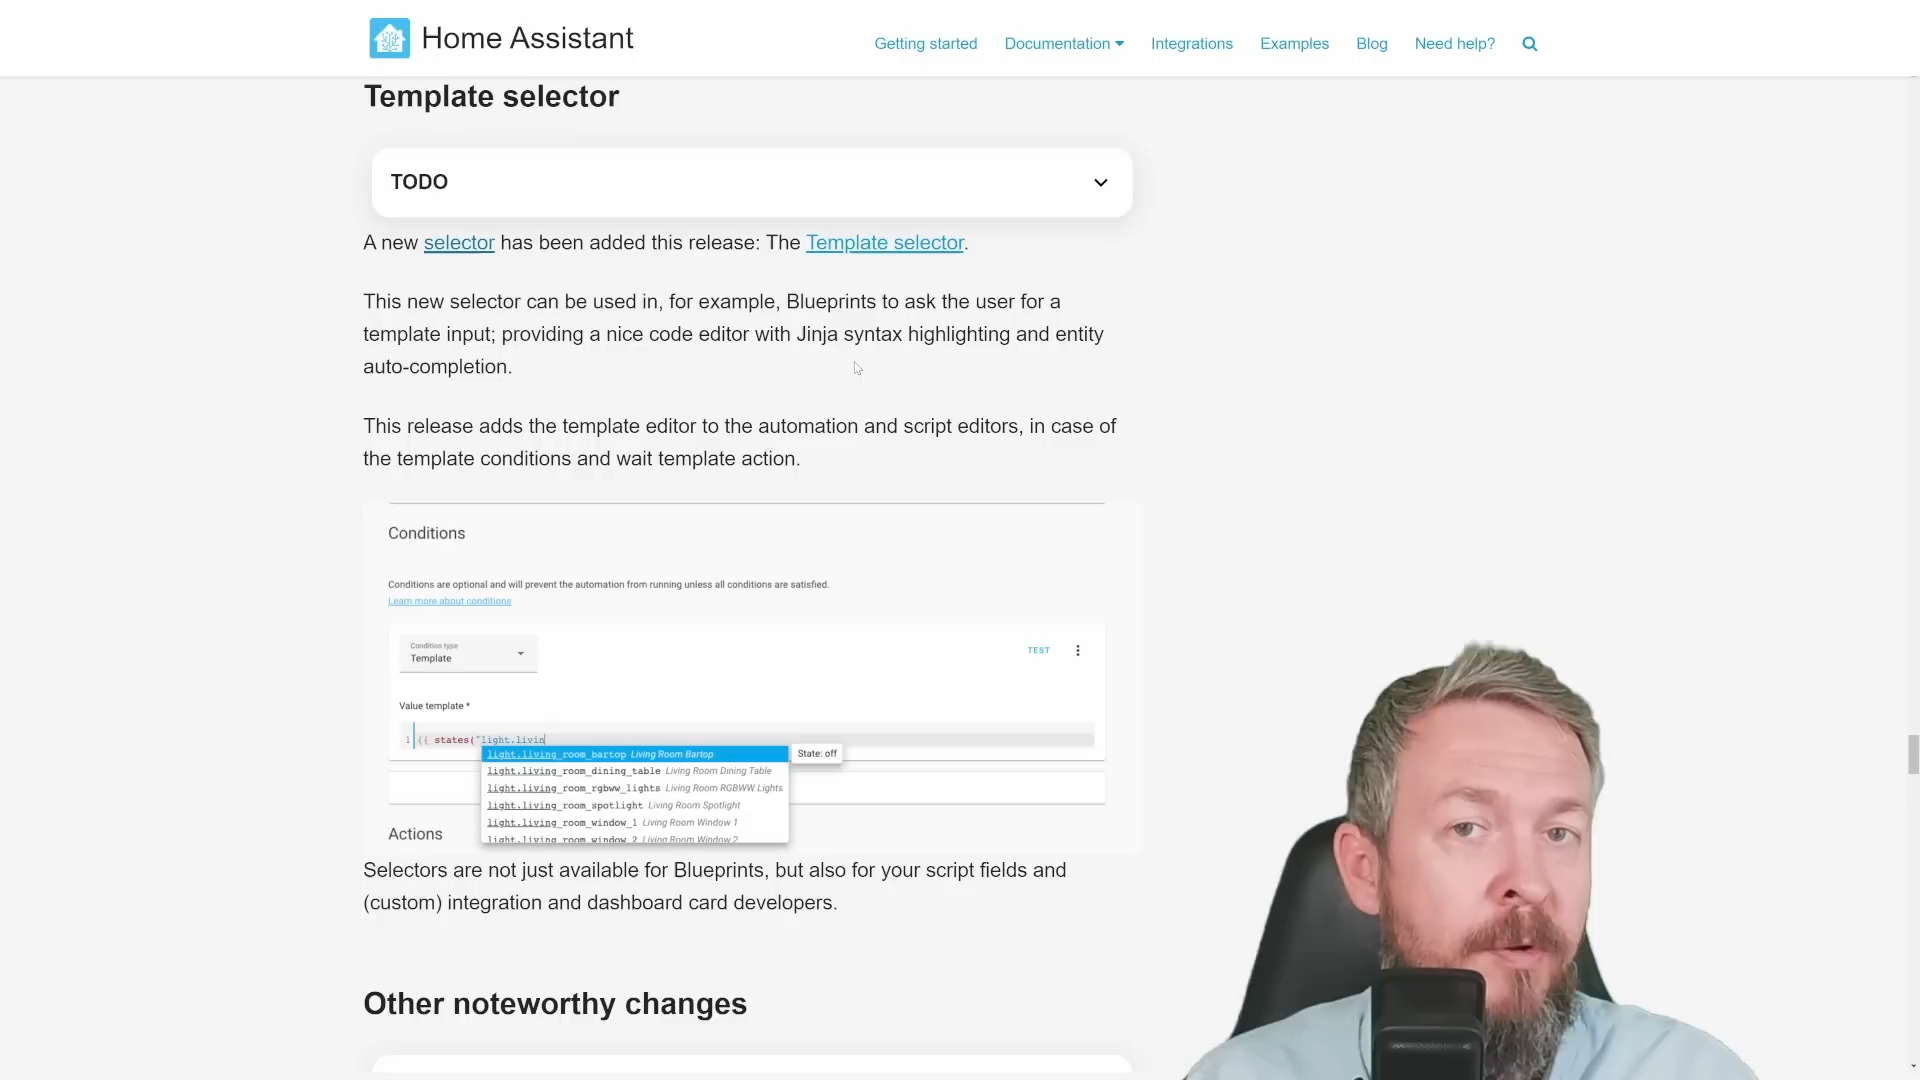 Home Assistant
Getting started
Documentation
Integrations
Examples
Blog
Need help?
Template selector
TODO
A new selector has been added this release: The Template selector.
This new selector can be used in, for example, Blueprints to ask the user for a
template input; providing a nice code editor with Jinja syntax highlighting and entity
auto-completion.
This release adds the template editor to the automation and script editors, in case of
the template conditions and wait template action.
Conditions
Conditions are optional and will prevent the automation from running unless all conditions are satisfied.
Learn more about conditions
Condition type
Template
TEST
Value template *
1 {{ states("light.livin
light.living_room_bartop Living Room Bartop
State: off
light.living_room_dining_table Living Room Dining Table
light.living_room_rgbww_lights Living Room RGBWW Lights
light.living_room_spotlight Living Room Spotlight
light.living_room_window_1 Living Room Window 1
light.living_room_window_2 Living Room Window 2
Actions
Selectors are not just available for Blueprints, but also for your script fields and
(custom) integration and dashboard card developers.
Other noteworthy changes